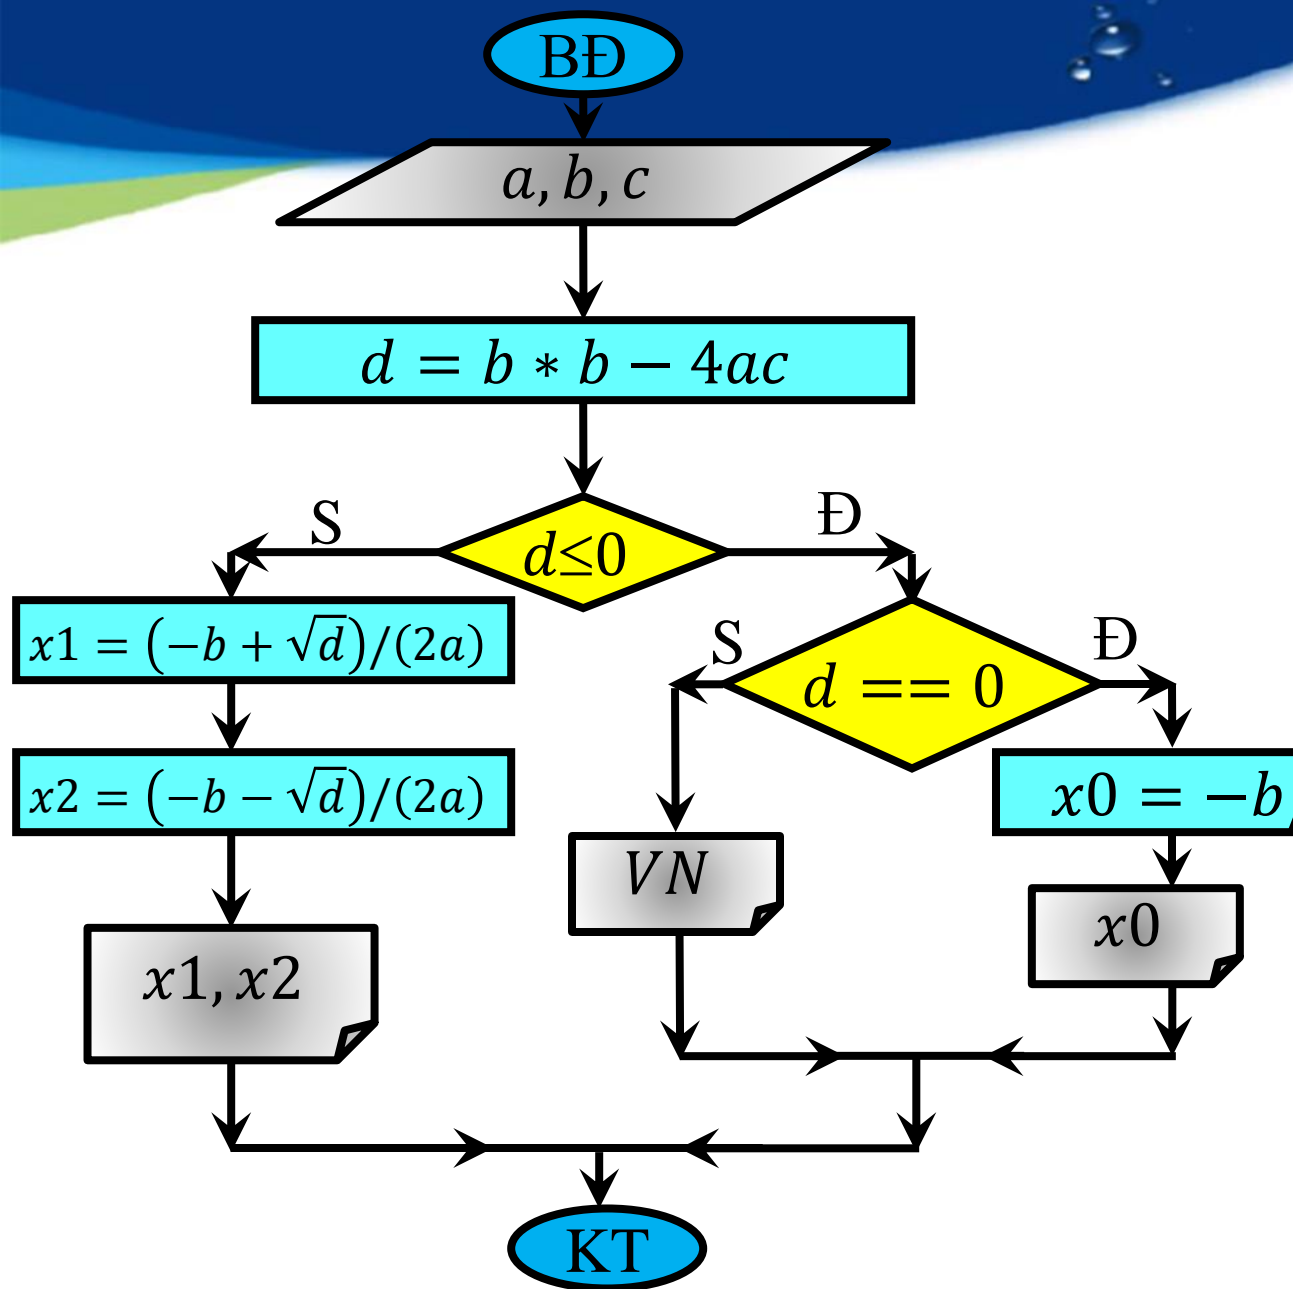 BĐ
a, b, c
d = b ∗ b − 4ac
S
Đ
d≤0
x1 = (−b + √d)/(2a)
S
Đ
d == 0
x2 = (−b − √d)/(2a)
x0 = −b/
VN
x0
x1, x2
KT